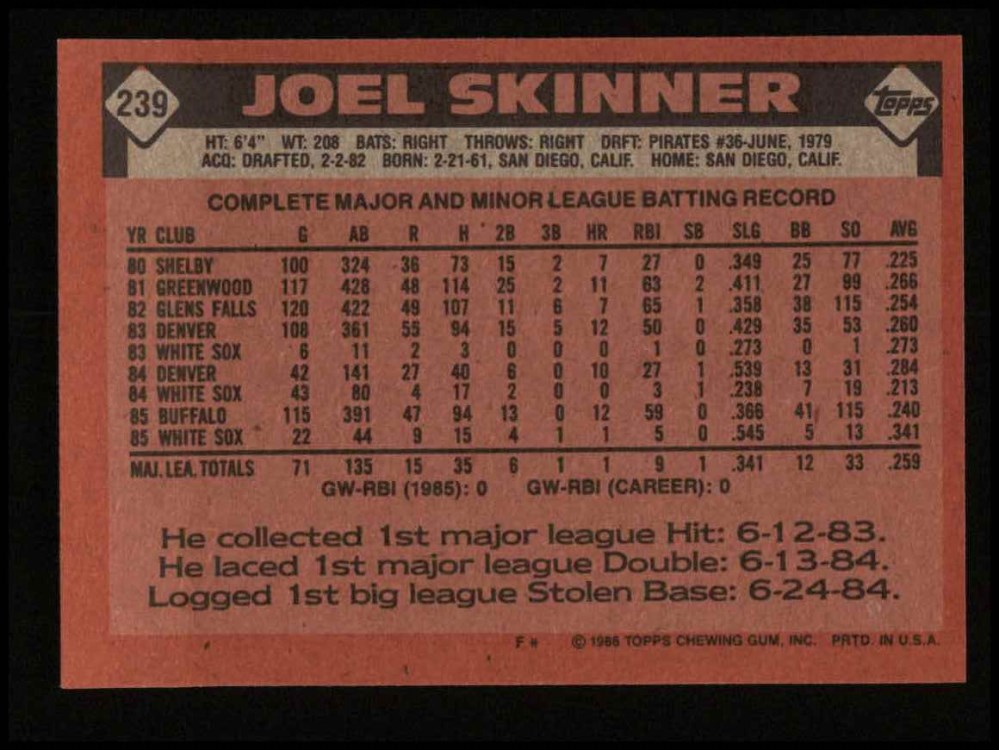 239
JOEL SKINNER
topps
HT: 6'4" WT: 208 BATS: RIGHT THROWS: RIGHT DRFT: PIRATES #36-JUNE, 1979
ACQ: DRAFTED, 2-2-82 BORN: 2-21-61, SAN DIEGO, CALIF. HOME: SAN DIEGO, CALIF.
COMPLETE MAJOR AND MINOR LEAGUE BATTING RECORD
YR CLUB G AB R H 2B 3B HR RBI SB SLG BB SO AVG
80 SHELBY 100 324 36 73 15 2 7 27 0 .349 25 77 .225
81 GREENWOOD 117 428 48 114 25 2 11 63 2 .411 27 99 .266
82 GLENS FALLS 120 422 49 107 11 6 7 65 1 .358 38 115 .254
83 DENVER 108 361 55 94 15 5 12 50 0 .429 35 53 .260
83 WHITE SOX 6 11 2 3 0 0 0 1 0 .273 0 1 .273
84 DENVER 42 141 27 40 6 0 10 27 1 .539 13 31 .284
84 WHITE SOX 43 80 4 17 2 0 0 3 1 .238 7 19 .213
85 BUFFALO 115 391 47 94 13 0 12 59 0 .366 41 115 .240
85 WHITE SOX 22 44 9 15 4 1 1 5 0 .545 5 13 .341
MAJ. LEA. TOTALS 71 135 15 35 6 1 1 9 1 .341 12 33 .259
GW-RBI (1985): 0 GW-RBI (CAREER): 0
He collected 1st major league Hit: 6-12-83.
He laced 1st major league Double: 6-13-84.
Logged 1st big league Stolen Base: 6-24-84.
F * © 1986 TOPPS CHEWING GUM, INC. PRTD. IN U.S.A.